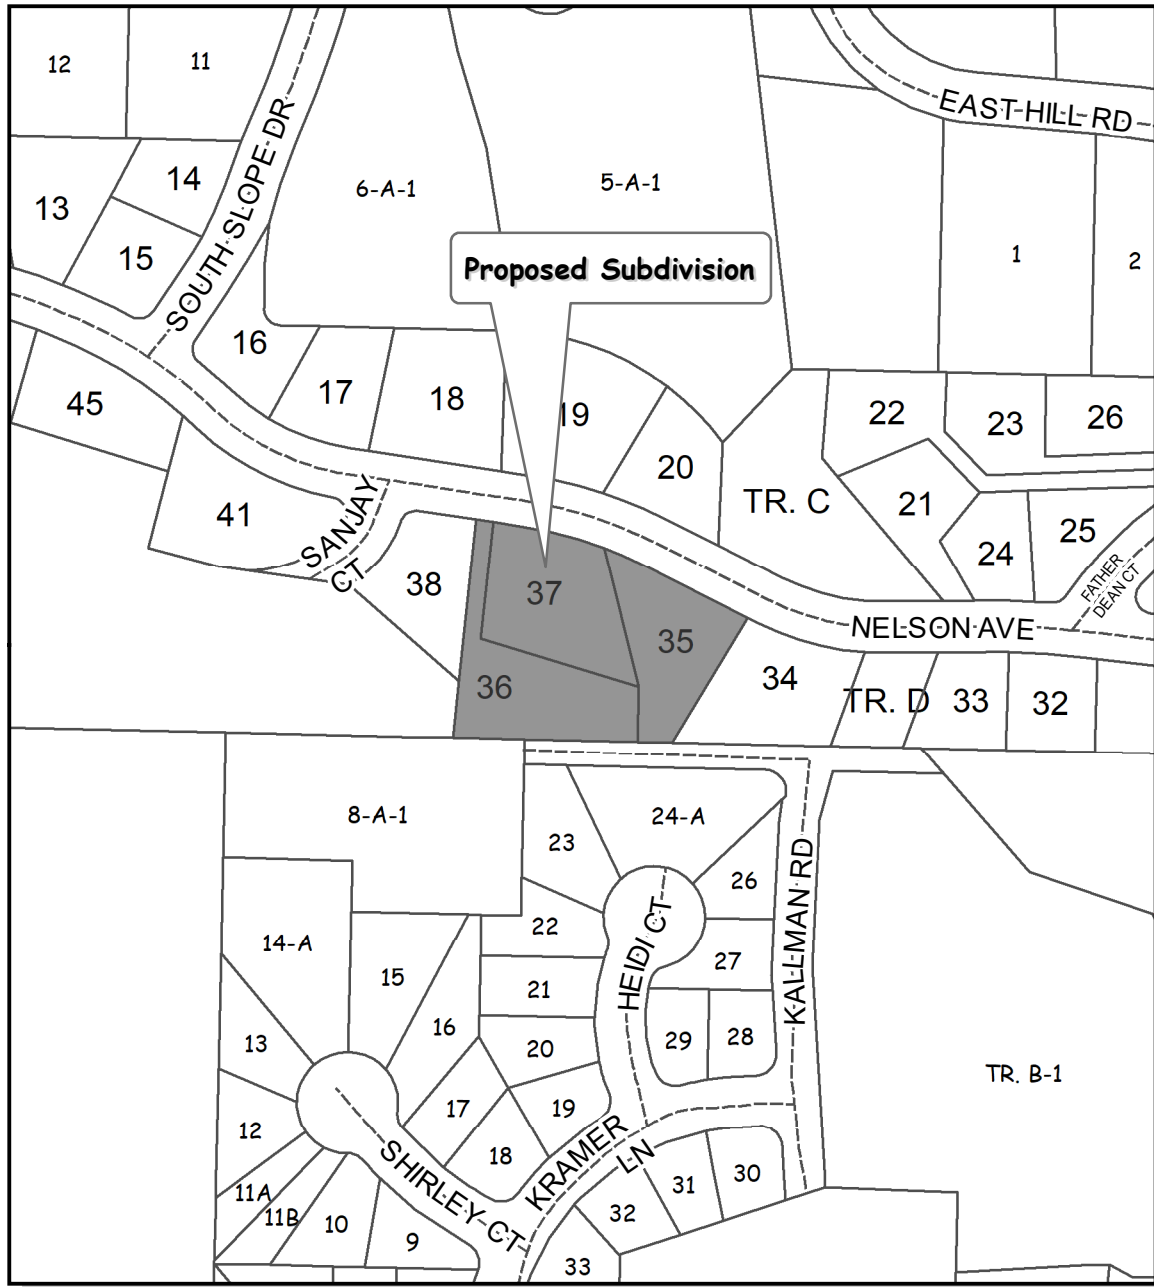 12
11
EAST HILL RD
14
13
SOUTH SLOPE DR
6-A-1
5-A-1
15
1
2
Proposed Subdivision
16
17
18
45
19
22
23
26
20
TR. C
21
41
SANJAY
CT
25
24
38
37
FATHER
DEAN CT
NELSON AVE
35
36
34
TR. D
33
32
8-A-1
24-A
23
26
KALLMAN RD
22
HEIDI CT
14-A
27
15
21
16
29
28
13
20
TR. B-1
17
19
12
18
KRAMER
LN
SHIRLEY CT
31
30
11A
11B
10
32
9
33